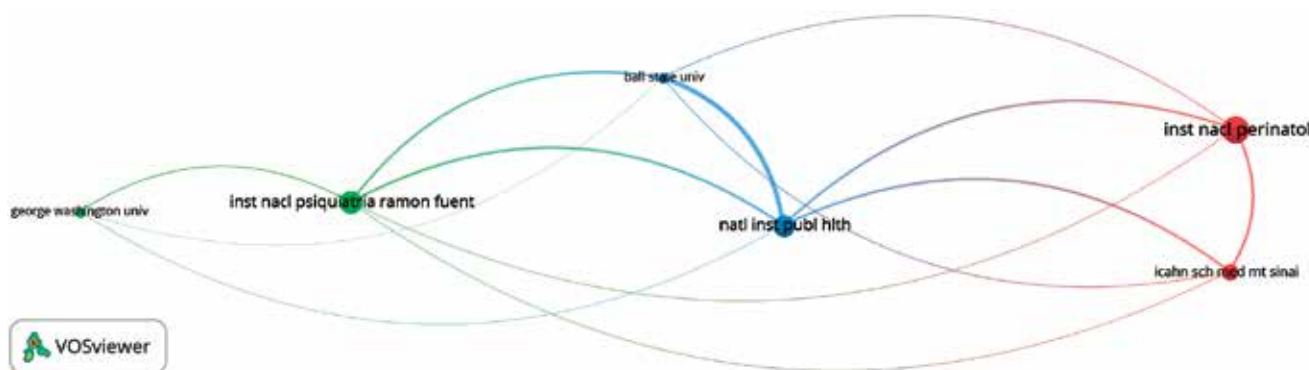 ball state univ
inst nacl perinatol
george washington univ
inst nacl psiquiatria ramon fuent
natl inst publ hlth
icahn sch med mt sinai
VOSviewer